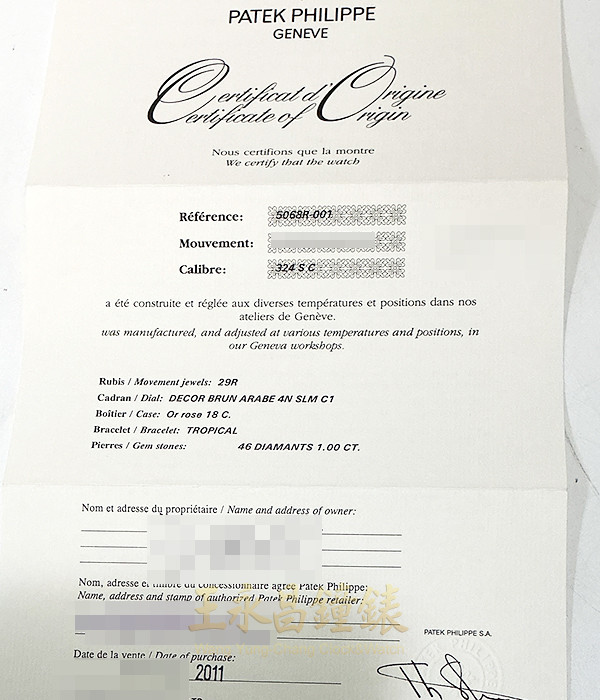 PATEK PHILIPPE
GENEVE
Certificat d'Origine
Certificate of Origin
Nous certifions que la montre
We certify that the watch
Référence: 5068R-001
Mouvement:
Calibre: 324 S C
a été construite et réglée aux diverses températures et positions dans nos
ateliers de Genève.
was manufactured, and adjusted at various temperatures and positions, in
our Geneva workshops.
Rubis / Movement jewels: 29R
Cadran / Dial: DECOR BRUN ARABE 4N SLM C1
Boîtier / Case: Or rose 18 C.
Bracelet / Bracelet: TROPICAL
Pierres / Gem stones: 46 DIAMANTS 1.00 CT.
Nom et adresse du propriétaire / Name and address of owner:
Nom, adresse et timbre du concessionnaire agréé Patek Philippe:
Name, address and stamp of authorized Patek Philippe retailer:
王永昌鐘錶
PATEK PHILIPPE S.A.
Date de la vente / Date of purchase:
2011